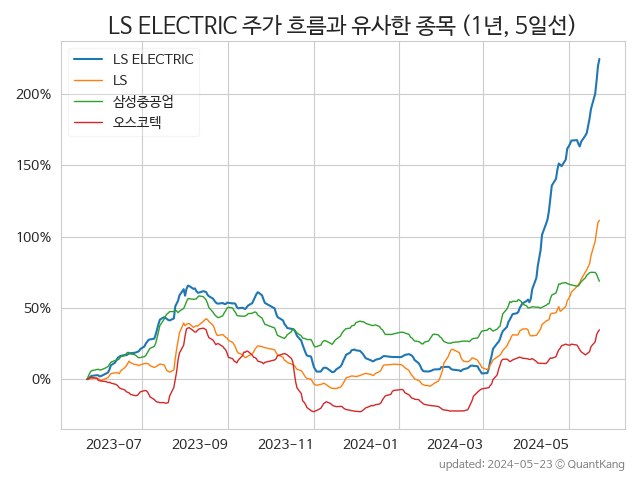 LS ELECTRIC 주가 흐름과 유사한 종목 (1년, 5일선)
LS ELECTRIC
LS
삼성중공업
오스코텍
200%
150%
100%
50%
0%
2023-07 2023-09 2023-11 2024-01 2024-03 2024-05
updated: 2024-05-23 © QuantKang